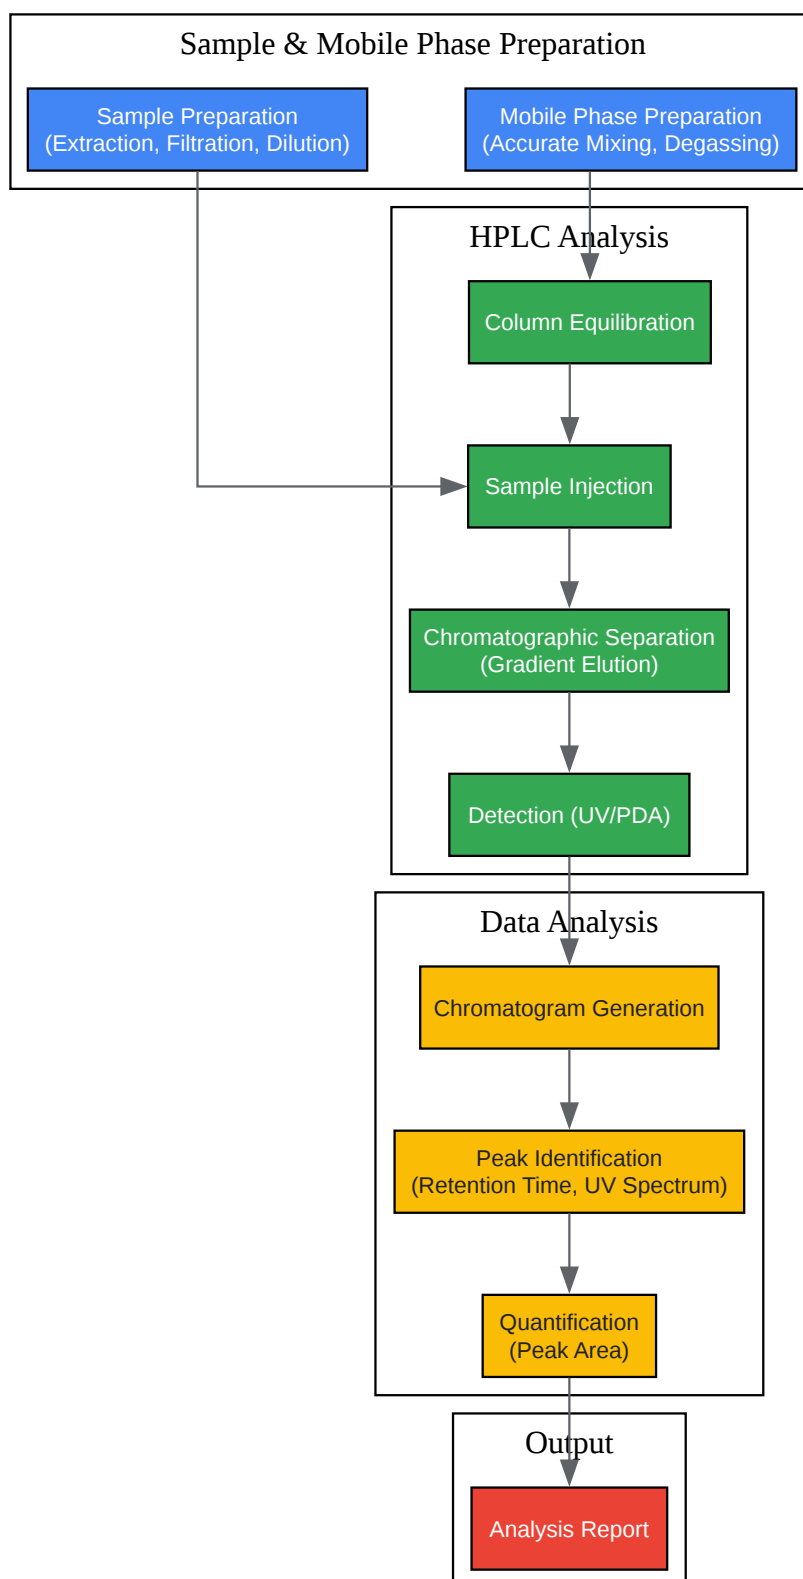 Sample & Mobile Phase Preparation
Sample Preparation
(Extraction, Filtration, Dilution)
Mobile Phase Preparation
(Accurate Mixing, Degassing)
HPLC Analysis
Column Equilibration
Sample Injection
Chromatographic Separation
(Gradient Elution)
Detection (UV/PDA)
Data Analysis
Chromatogram Generation
Peak Identification
(Retention Time, UV Spectrum)
Quantification
(Peak Area)
Output
Analysis Report